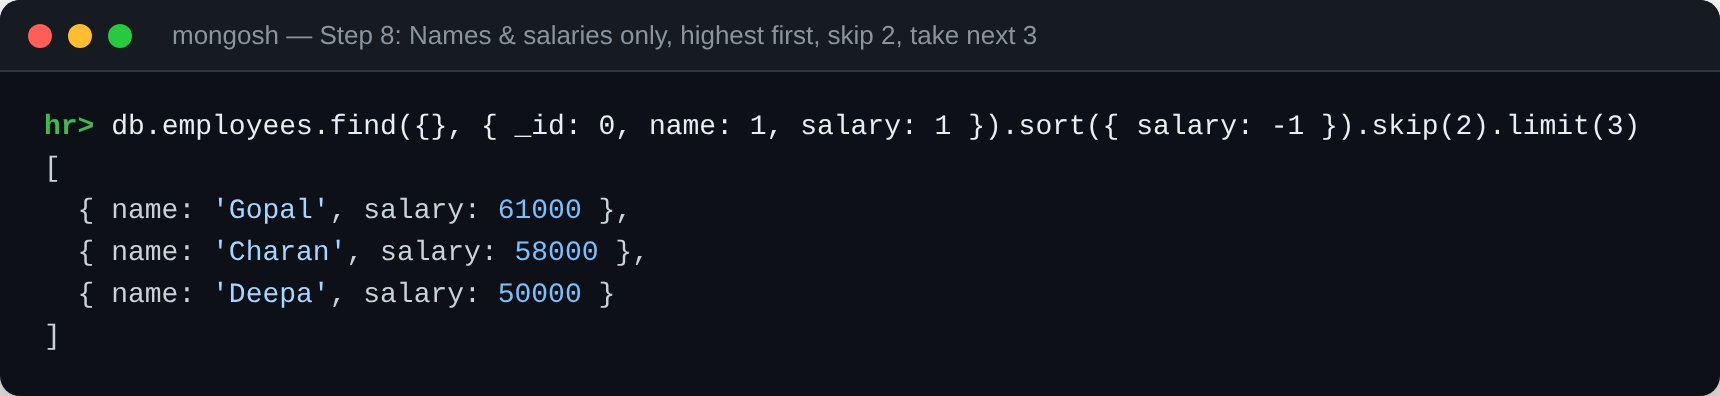 mongosh — Step 8: Names & salaries only, highest first, skip 2, take next 3
hr> db.employees.find({}, { _id: 0, name: 1, salary: 1 }).sort({ salary: -1 }).skip(2).limit(3)
[
  { name: 'Gopal', salary: 61000 },
  { name: 'Charan', salary: 58000 },
  { name: 'Deepa', salary: 50000 }
]